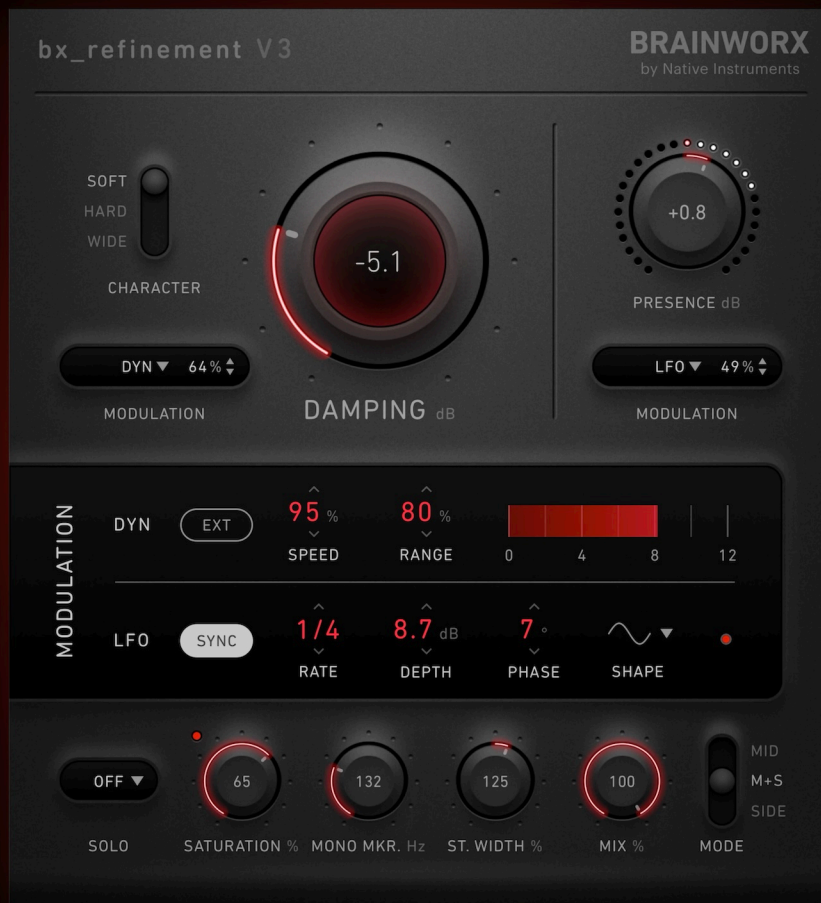 bx_refinement V3
BRAINWORX
by Native Instruments
SOFT
HARD
WIDE
CHARACTER
-5.1
+0.8
PRESENCE dB
DYN 64%
LFO 49%
MODULATION
DAMPING dB
MODULATION
MODULATION
DYN
EXT
95 %
SPEED
80 %
RANGE
0 4 8 12
LFO
SYNC
1/4
RATE
8.7 dB
DEPTH
7 °
PHASE
SHAPE
OFF
SOLO
65
SATURATION %
132
MONO MKR. Hz
125
ST. WIDTH %
100
MIX %
MID
M+S
SIDE
MODE